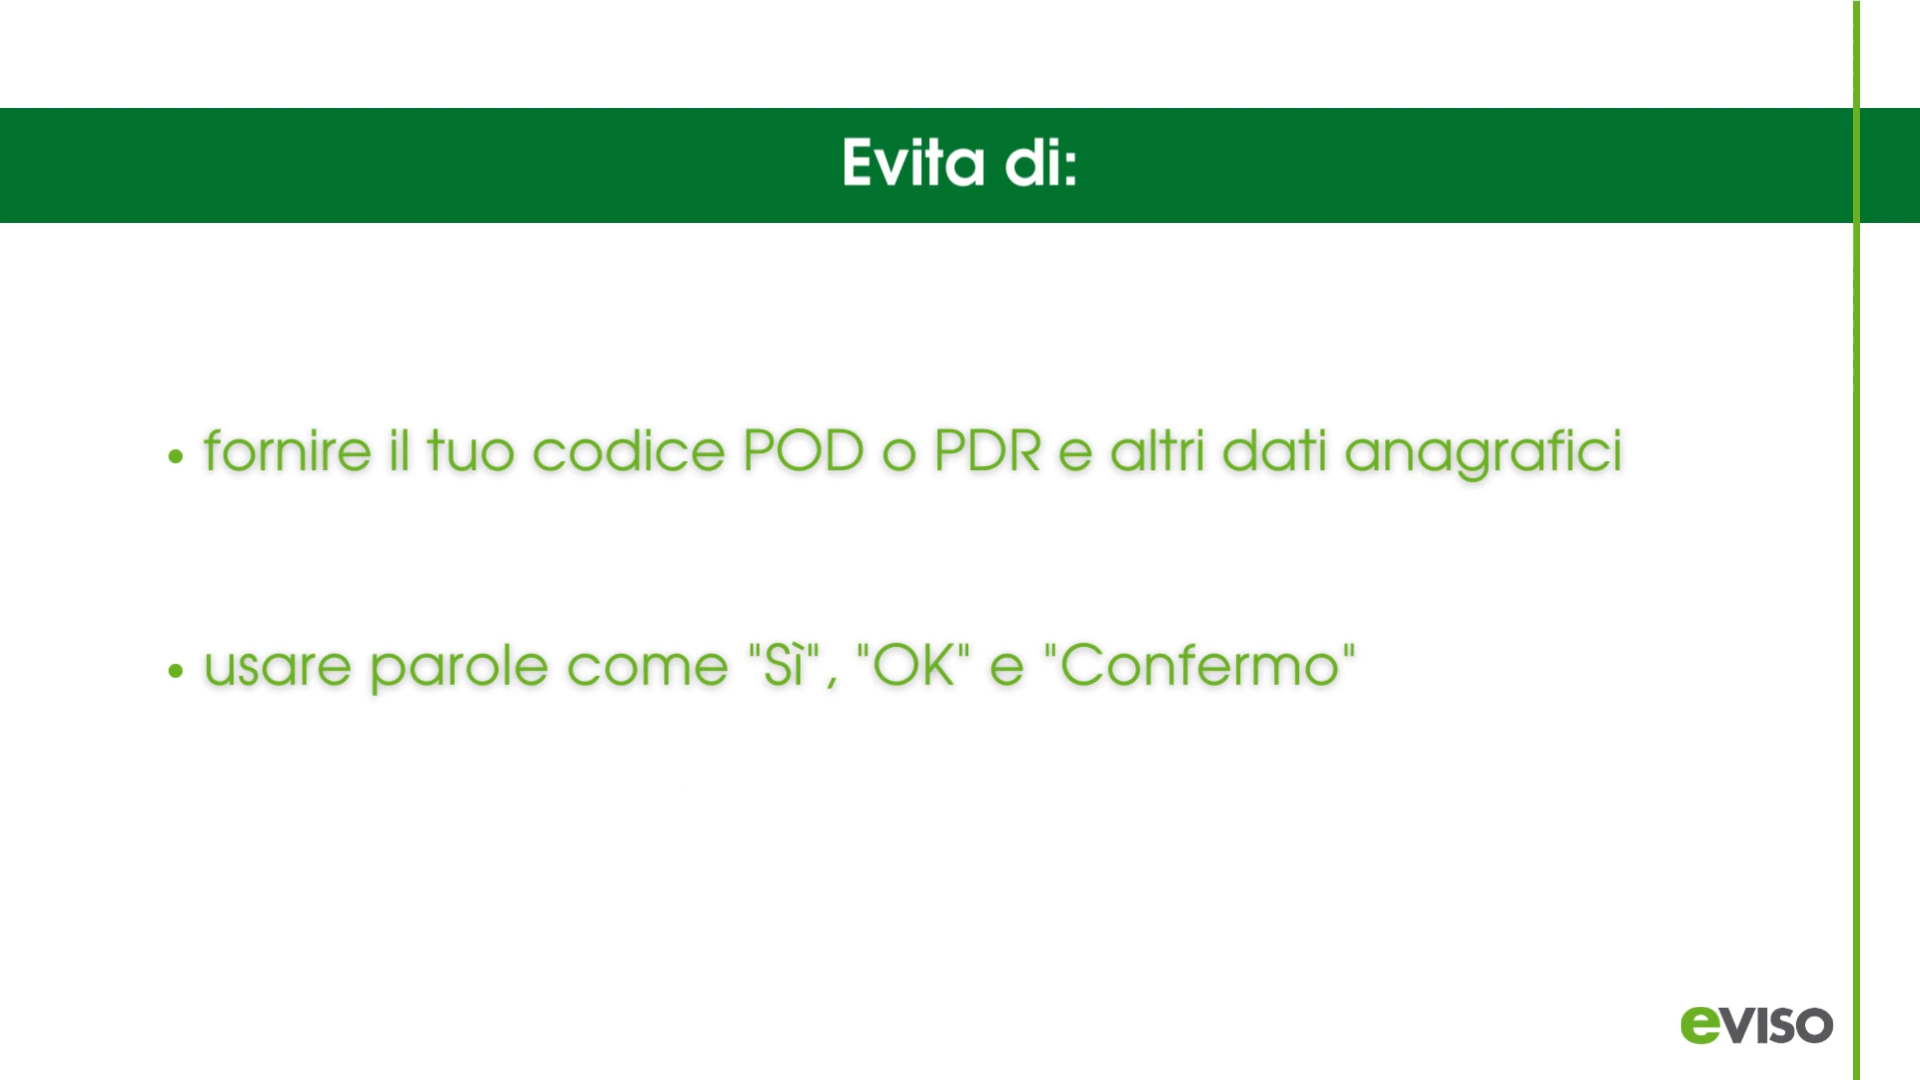 Evita di:
• fornire il tuo codice POD o PDR e altri dati anagrafici
• usare parole come "Sì", "OK" e "Confermo"
eviso